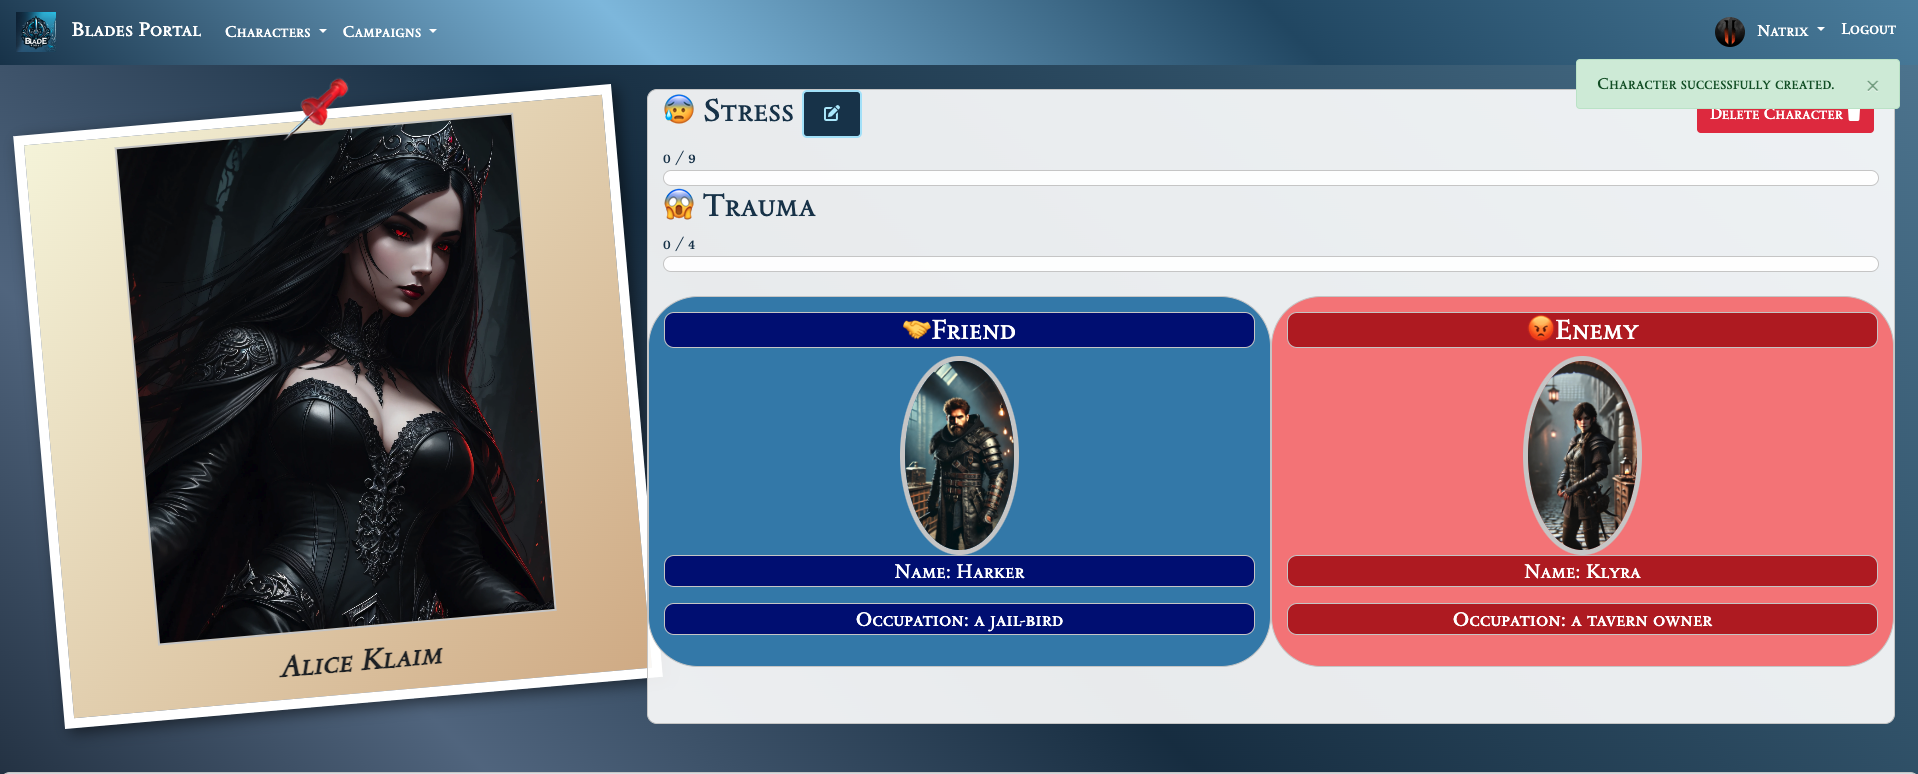 BLADE
Blades Portal
Characters
Campaigns
Natrix
Logout
Character successfully created.
×
Stress
Delete Character
0 / 9
Trauma
0 / 4
Friend
Enemy
Name: Harker
Name: Klyra
Occupation: a jail-bird
Occupation: a tavern owner
Alice Klaim